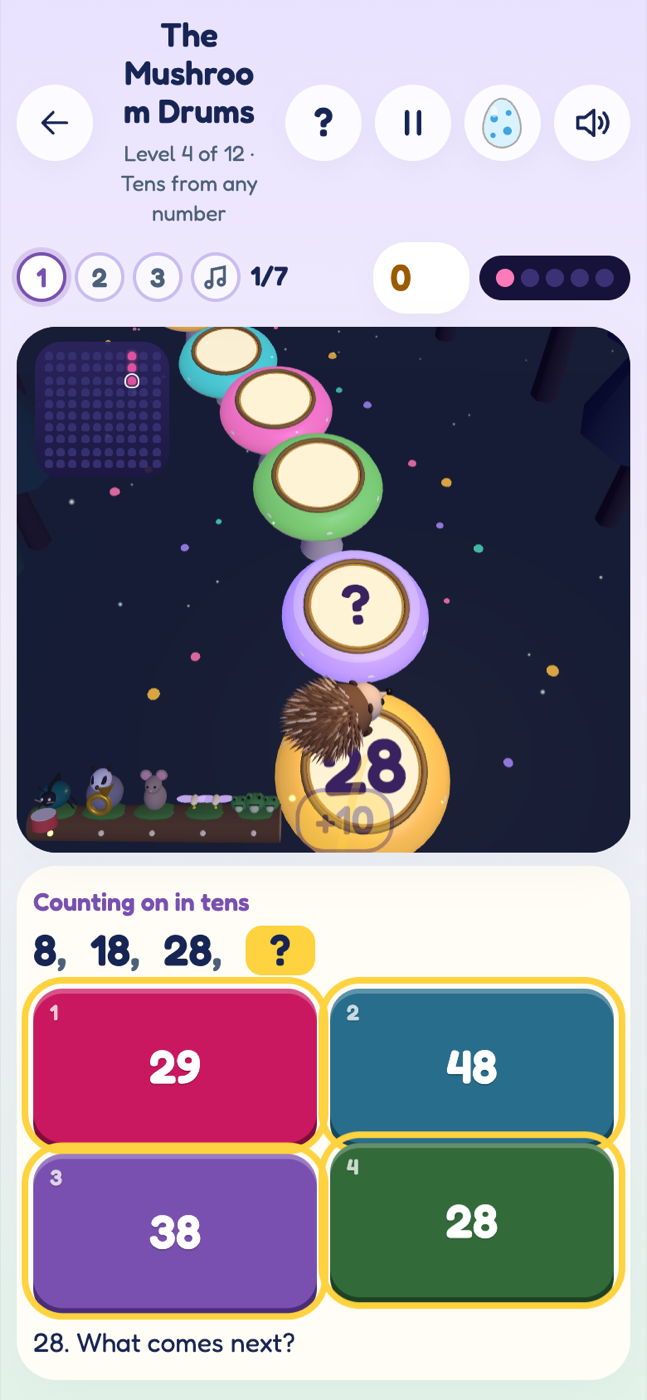 The
Mushroo
m Drums
?
Level 4 of 12 ·
Tens from any
number
1 2 3 1/7 0
?
28
+10
Counting on in tens
8, 18, 28, ?
1 29
2 48
3 38
4 28
28. What comes next?